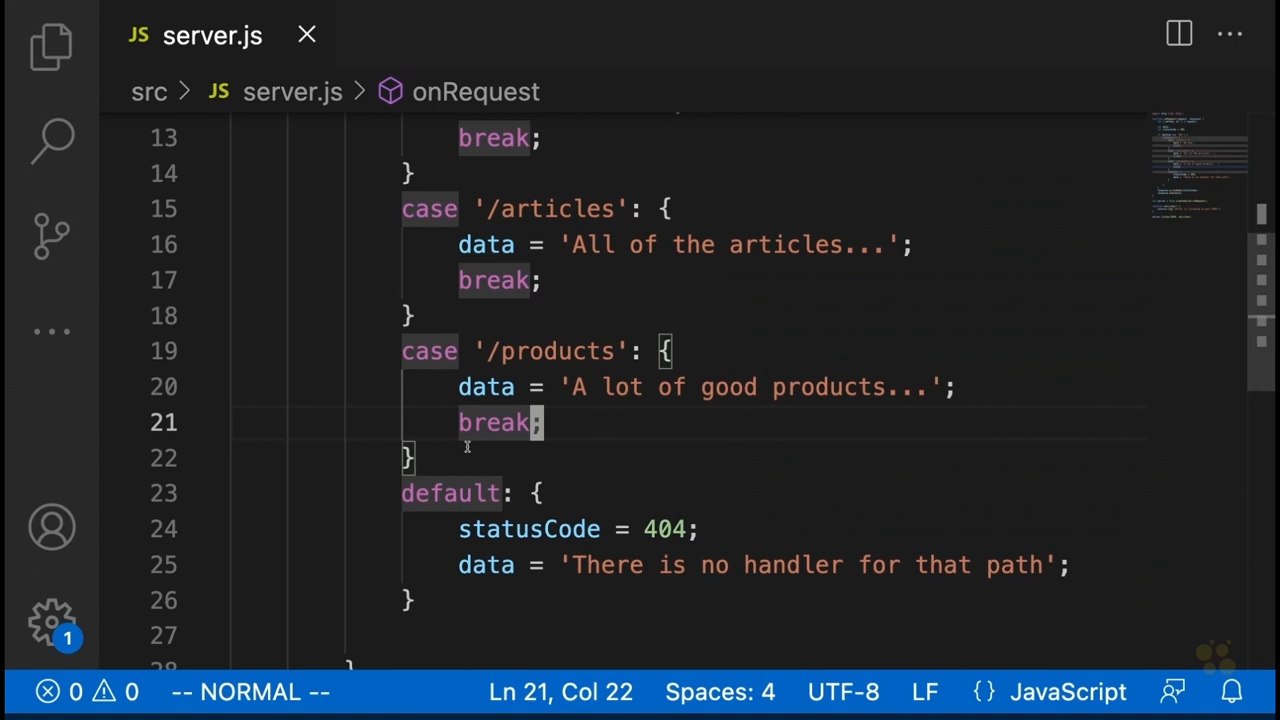 JS server.js
src > JS server.js > onRequest
13 break;
14 }
15 case '/articles': {
16 data = 'All of the articles...';
17 break;
18 }
19 case '/products': {
20 data = 'A lot of good products...';
21 break;
22 }
23 default: {
24 statusCode = 404;
25 data = 'There is no handler for that path';
26 }
27
1
0 0 -- NORMAL -- Ln 21, Col 22 Spaces: 4 UTF-8 LF {} JavaScript